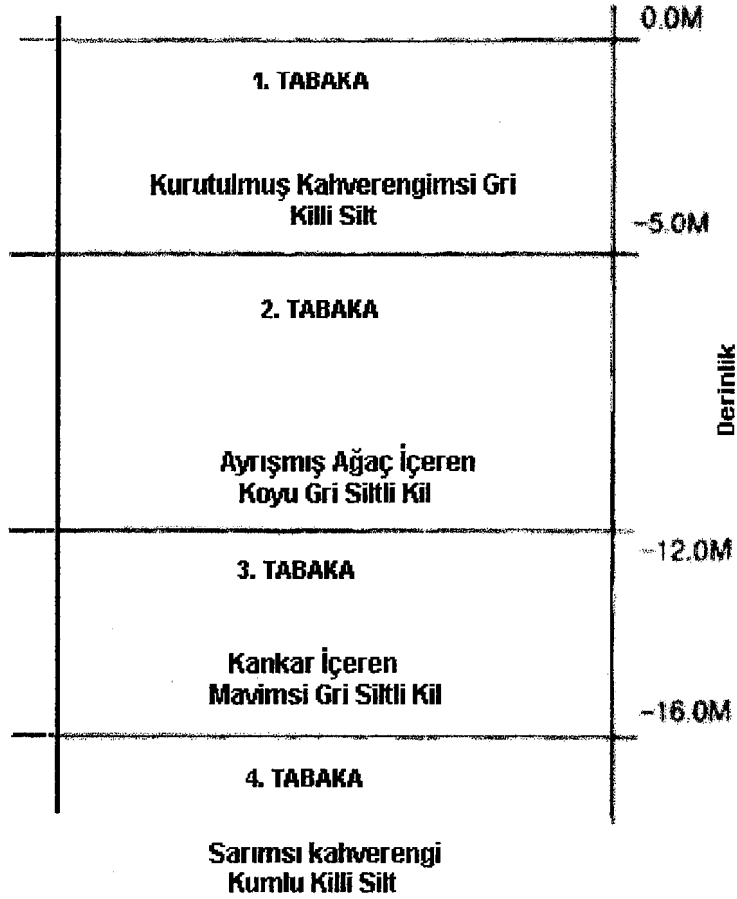 0.0M
1. TABAKA
Kurutulmuş Kahverengimsi Gri
Killi Silt
-5.0M
2. TABAKA
Derinlik
Ayrışmış Ağaç İçeren
Koyu Gri Siltli Kil
-12.0M
3. TABAKA
Kankar İçeren
Mavimsi Gri Siltli Kil
-16.0M
4. TABAKA
Sarımsı kahverengi
Kumlu Killi Silt